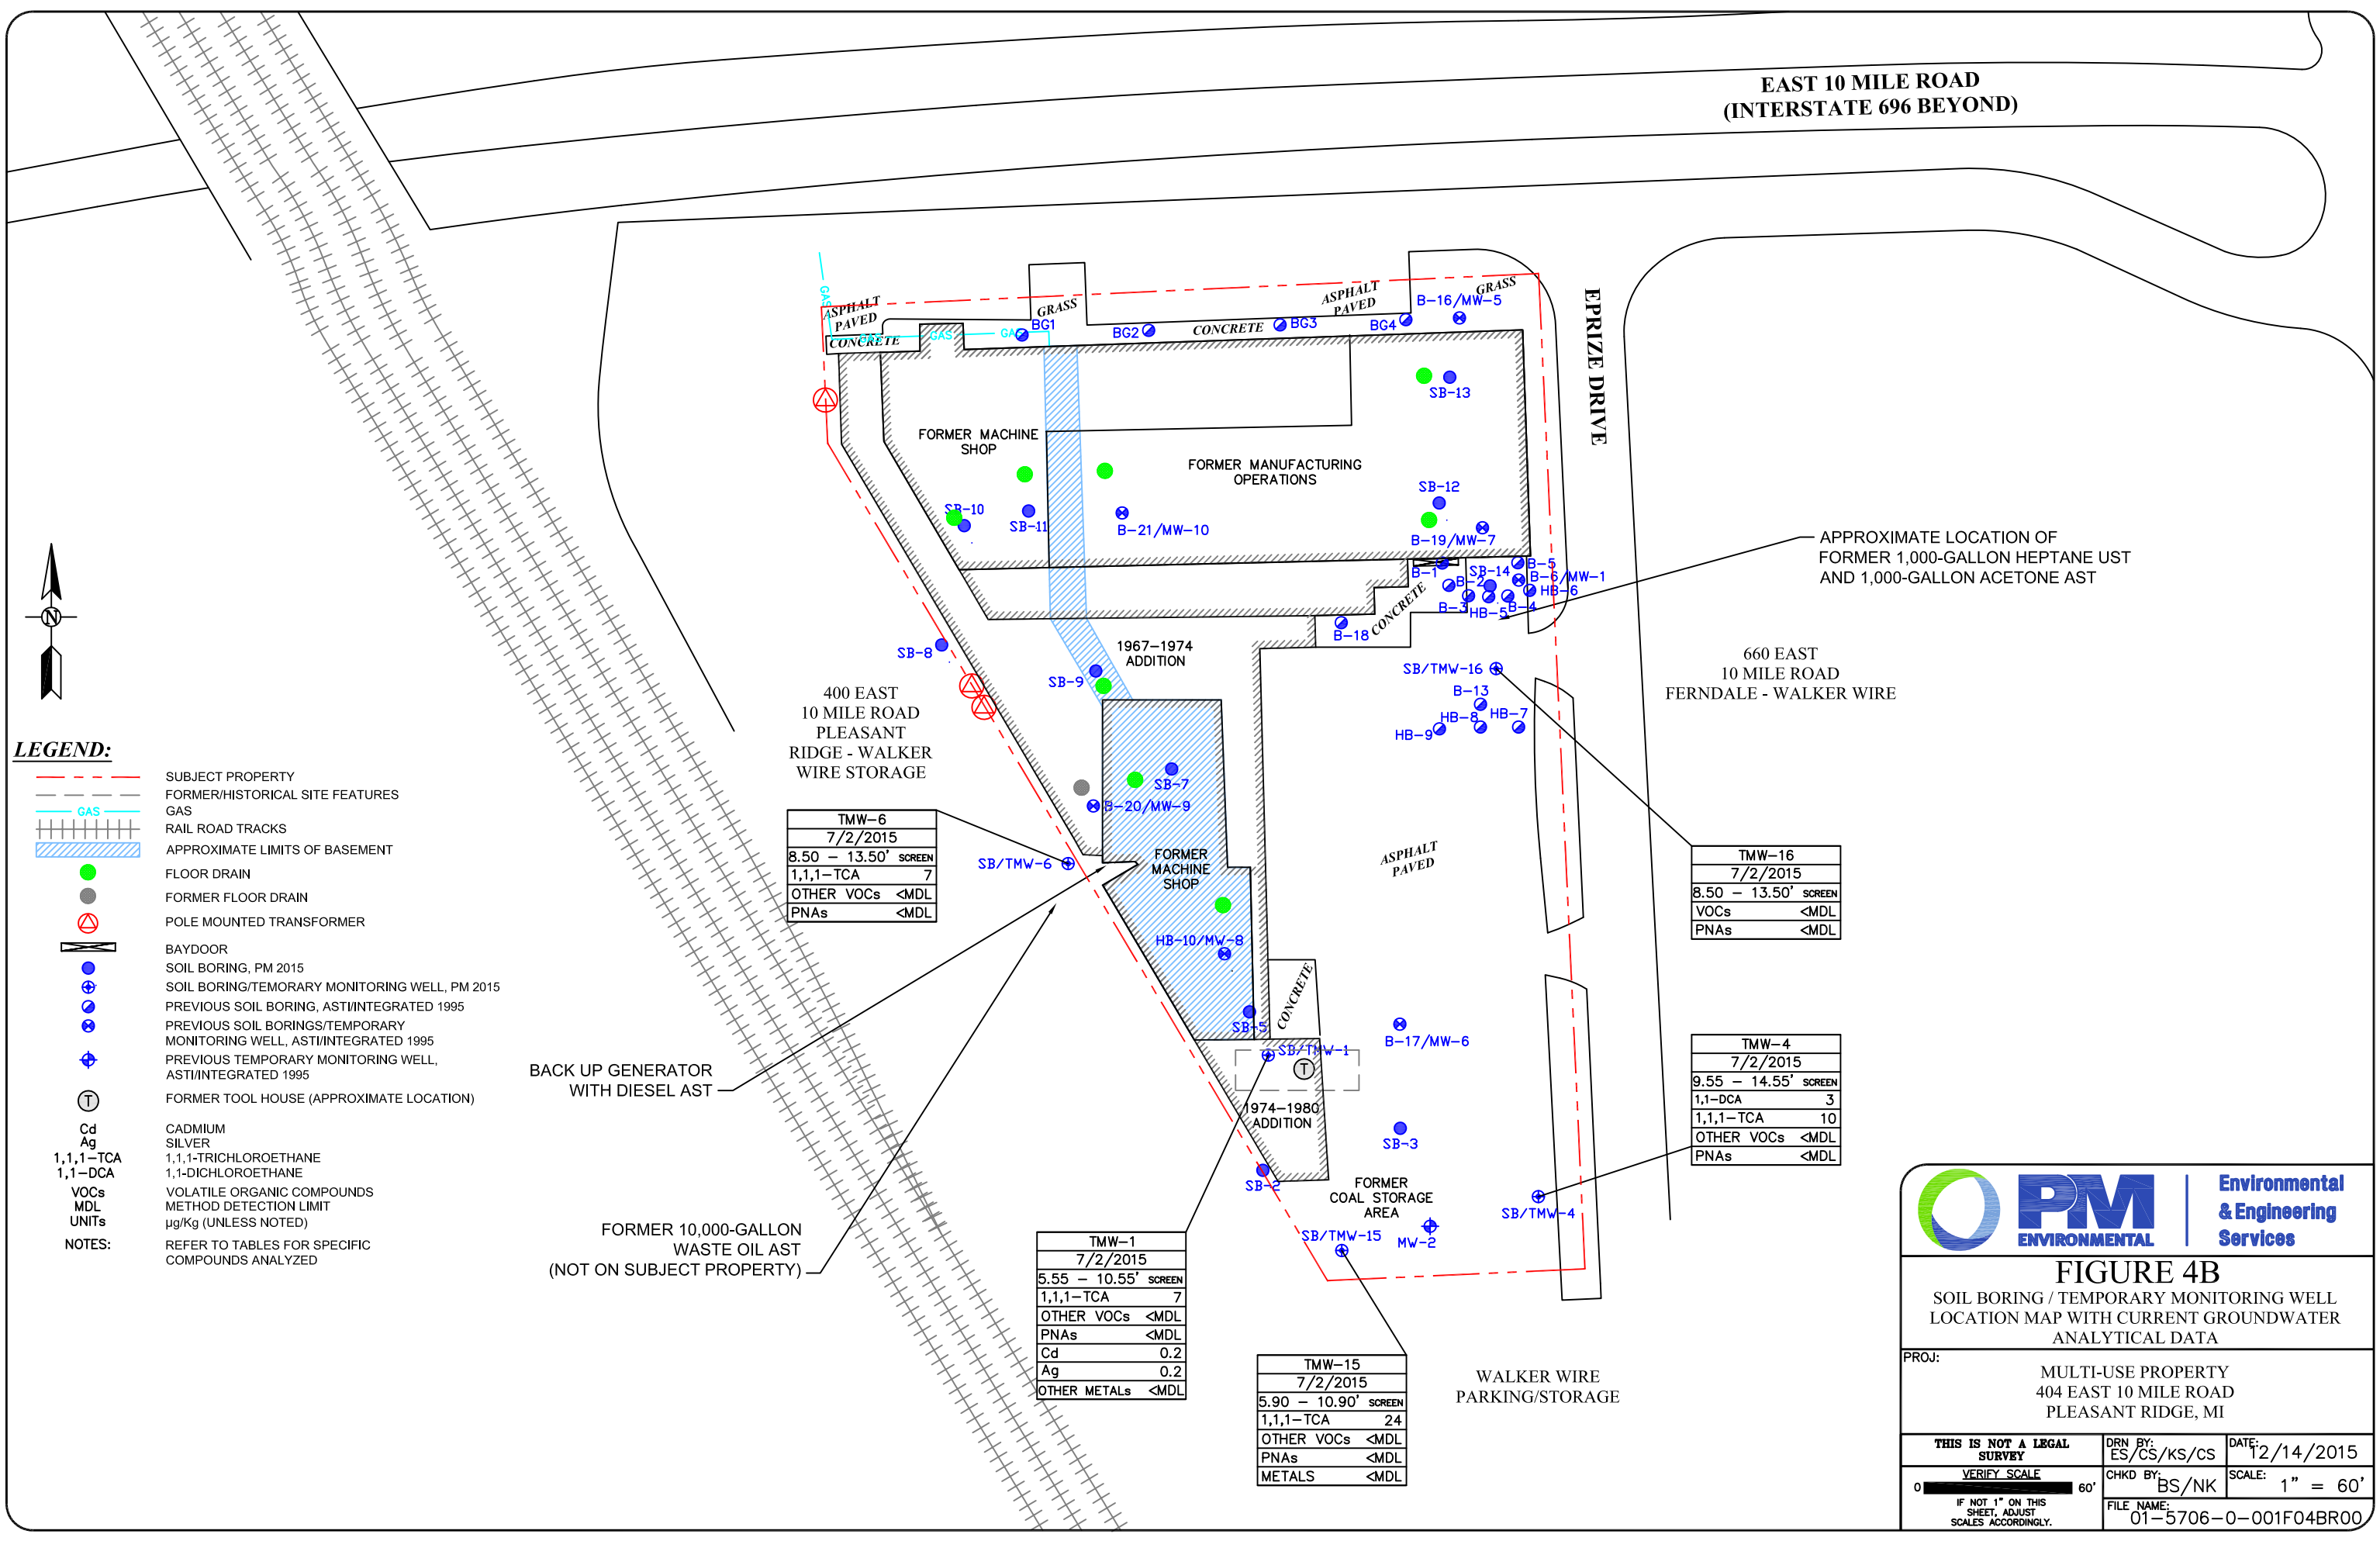 EAST 10 MILE ROAD
(INTERSTATE 696 BEYOND)
EPRIZE DRIVE
GAS
ASPHALT
PAVED
CONCRETE
GAS
GAS
GAS
GRASS
BG1
BG2
CONCRETE
BG3
ASPHALT
PAVED
BG4
B-16/MW-5
GRASS
SB-13
FORMER MACHINE
SHOP
FORMER MANUFACTURING
OPERATIONS
SB-10
SB-11
B-21/MW-10
SB-12
B-19/MW-7
B-1
B-2
SB-14
B-5
B-6/MW-1
HB-6
B-3
HB-5
B-4
CONCRETE
B-18
APPROXIMATE LOCATION OF
FORMER 1,000-GALLON HEPTANE UST
AND 1,000-GALLON ACETONE AST
N
SB-8
1967-1974
ADDITION
SB-9
SB/TMW-16
B-13
HB-8
HB-7
HB-9
660 EAST
10 MILE ROAD
FERNDALE - WALKER WIRE
400 EAST
10 MILE ROAD
PLEASANT
RIDGE - WALKER
WIRE STORAGE
SB-7
B-20/MW-9
SB/TMW-6
FORMER
MACHINE
SHOP
ASPHALT
PAVED
HB-10/MW-8
SB-5
CONCRETE
B-17/MW-6
SB/TMW-1
T
1974-1980
ADDITION
SB-3
SB-2
FORMER
COAL STORAGE
AREA
SB/TMW-15
MW-2
SB/TMW-4
WALKER WIRE
PARKING/STORAGE
BACK UP GENERATOR
WITH DIESEL AST
FORMER 10,000-GALLON
WASTE OIL AST
(NOT ON SUBJECT PROPERTY)
TMW-6
7/2/2015
8.50 - 13.50' SCREEN
1,1,1-TCA 7
OTHER VOCs <MDL
PNAs <MDL
TMW-16
7/2/2015
8.50 - 13.50' SCREEN
VOCs <MDL
PNAs <MDL
TMW-4
7/2/2015
9.55 - 14.55' SCREEN
1,1-DCA 3
1,1,1-TCA 10
OTHER VOCs <MDL
PNAs <MDL
TMW-1
7/2/2015
5.55 - 10.55' SCREEN
1,1,1-TCA 7
OTHER VOCs <MDL
PNAs <MDL
Cd 0.2
Ag 0.2
OTHER METALs <MDL
TMW-15
7/2/2015
5.90 - 10.90' SCREEN
1,1,1-TCA 24
OTHER VOCs <MDL
PNAs <MDL
METALS <MDL
LEGEND:
SUBJECT PROPERTY
FORMER/HISTORICAL SITE FEATURES
GAS GAS
RAIL ROAD TRACKS
APPROXIMATE LIMITS OF BASEMENT
FLOOR DRAIN
FORMER FLOOR DRAIN
POLE MOUNTED TRANSFORMER
BAYDOOR
SOIL BORING, PM 2015
SOIL BORING/TEMORARY MONITORING WELL, PM 2015
PREVIOUS SOIL BORING, ASTI/INTEGRATED 1995
PREVIOUS SOIL BORINGS/TEMPORARY
MONITORING WELL, ASTI/INTEGRATED 1995
PREVIOUS TEMPORARY MONITORING WELL,
ASTI/INTEGRATED 1995
T FORMER TOOL HOUSE (APPROXIMATE LOCATION)
Cd CADMIUM
Ag SILVER
1,1,1-TCA 1,1,1-TRICHLOROETHANE
1,1-DCA 1,1-DICHLOROETHANE
VOCs VOLATILE ORGANIC COMPOUNDS
MDL METHOD DETECTION LIMIT
UNITs µg/Kg (UNLESS NOTED)
NOTES: REFER TO TABLES FOR SPECIFIC
COMPOUNDS ANALYZED
PM
ENVIRONMENTAL
Environmental
& Engineering
Services
FIGURE 4B
SOIL BORING / TEMPORARY MONITORING WELL
LOCATION MAP WITH CURRENT GROUNDWATER
ANALYTICAL DATA
PROJ:
MULTI-USE PROPERTY
404 EAST 10 MILE ROAD
PLEASANT RIDGE, MI
THIS IS NOT A LEGAL
SURVEY
DRN BY:
ES/CS/KS/CS
DATE:
12/14/2015
VERIFY SCALE
0 60'
IF NOT 1" ON THIS
SHEET, ADJUST
SCALES ACCORDINGLY.
CHKD BY:
BS/NK
SCALE:
1" = 60'
FILE NAME:
01-5706-0-001F04BR00